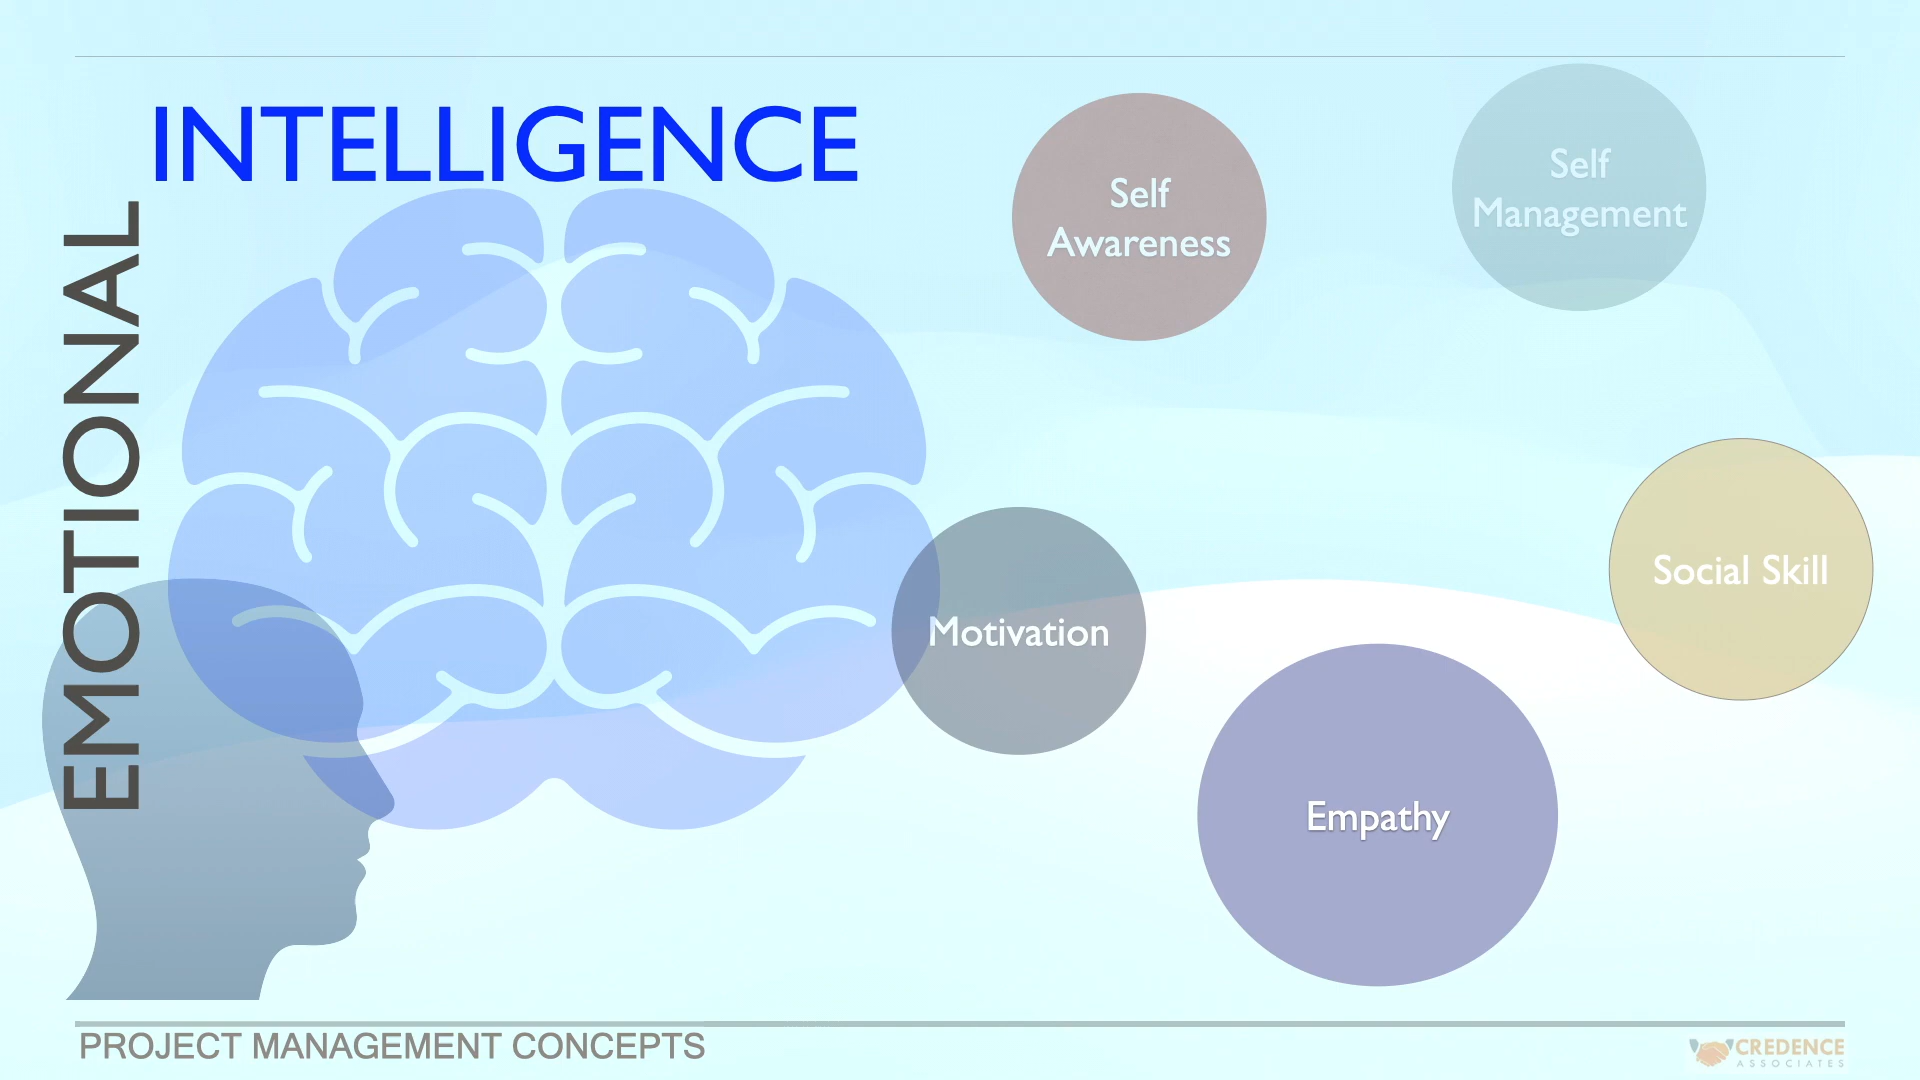 EMOTIONAL
INTELLIGENCE
Self
Awareness
Self
Management
Social Skill
Motivation
Empathy
PROJECT MANAGEMENT CONCEPTS
CREDENCE
ASSOCIATES